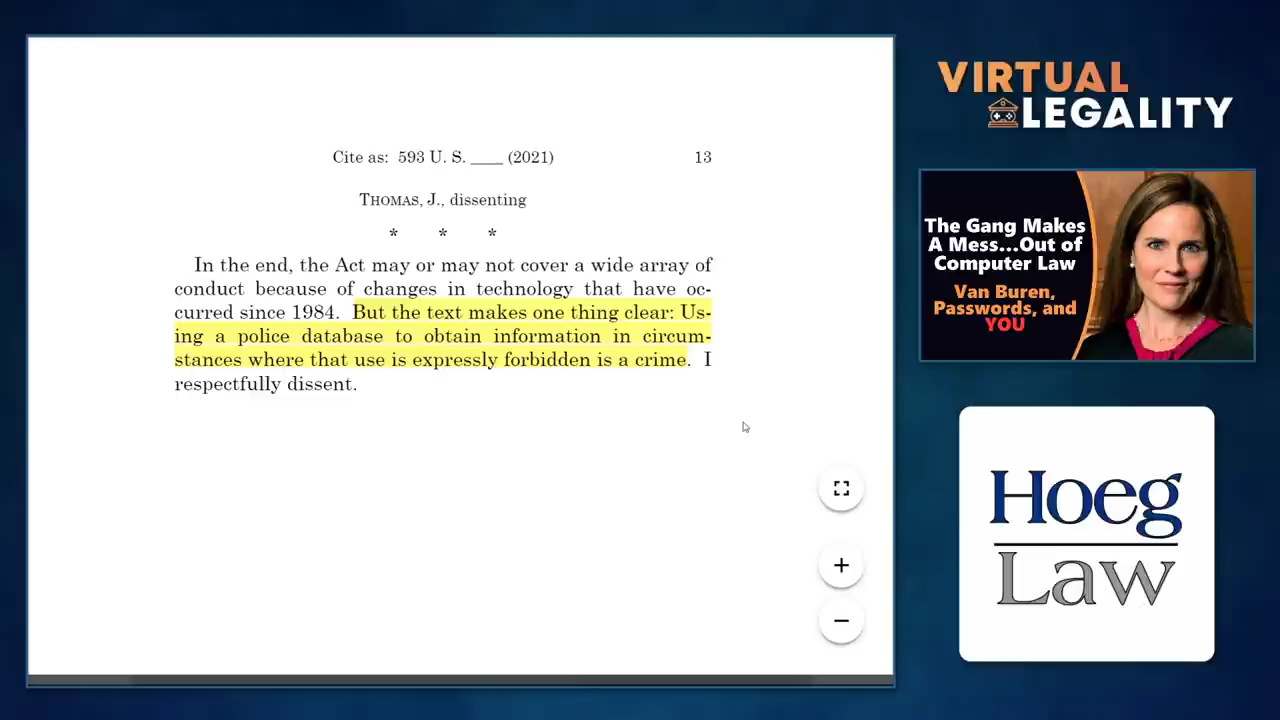 Cite as: 593 U. S. ____ (2021) 13
THOMAS, J., dissenting
* * *
In the end, the Act may or may not cover a wide array of
conduct because of changes in technology that have oc-
curred since 1984. But the text makes one thing clear: Us-
ing a police database to obtain information in circum-
stances where that use is expressly forbidden is a crime. I
respectfully dissent.
VIRTUAL
LEGALITY
The Gang Makes
A Mess...Out of
Computer Law
Van Buren,
Passwords, and
YOU
Hoeg
Law